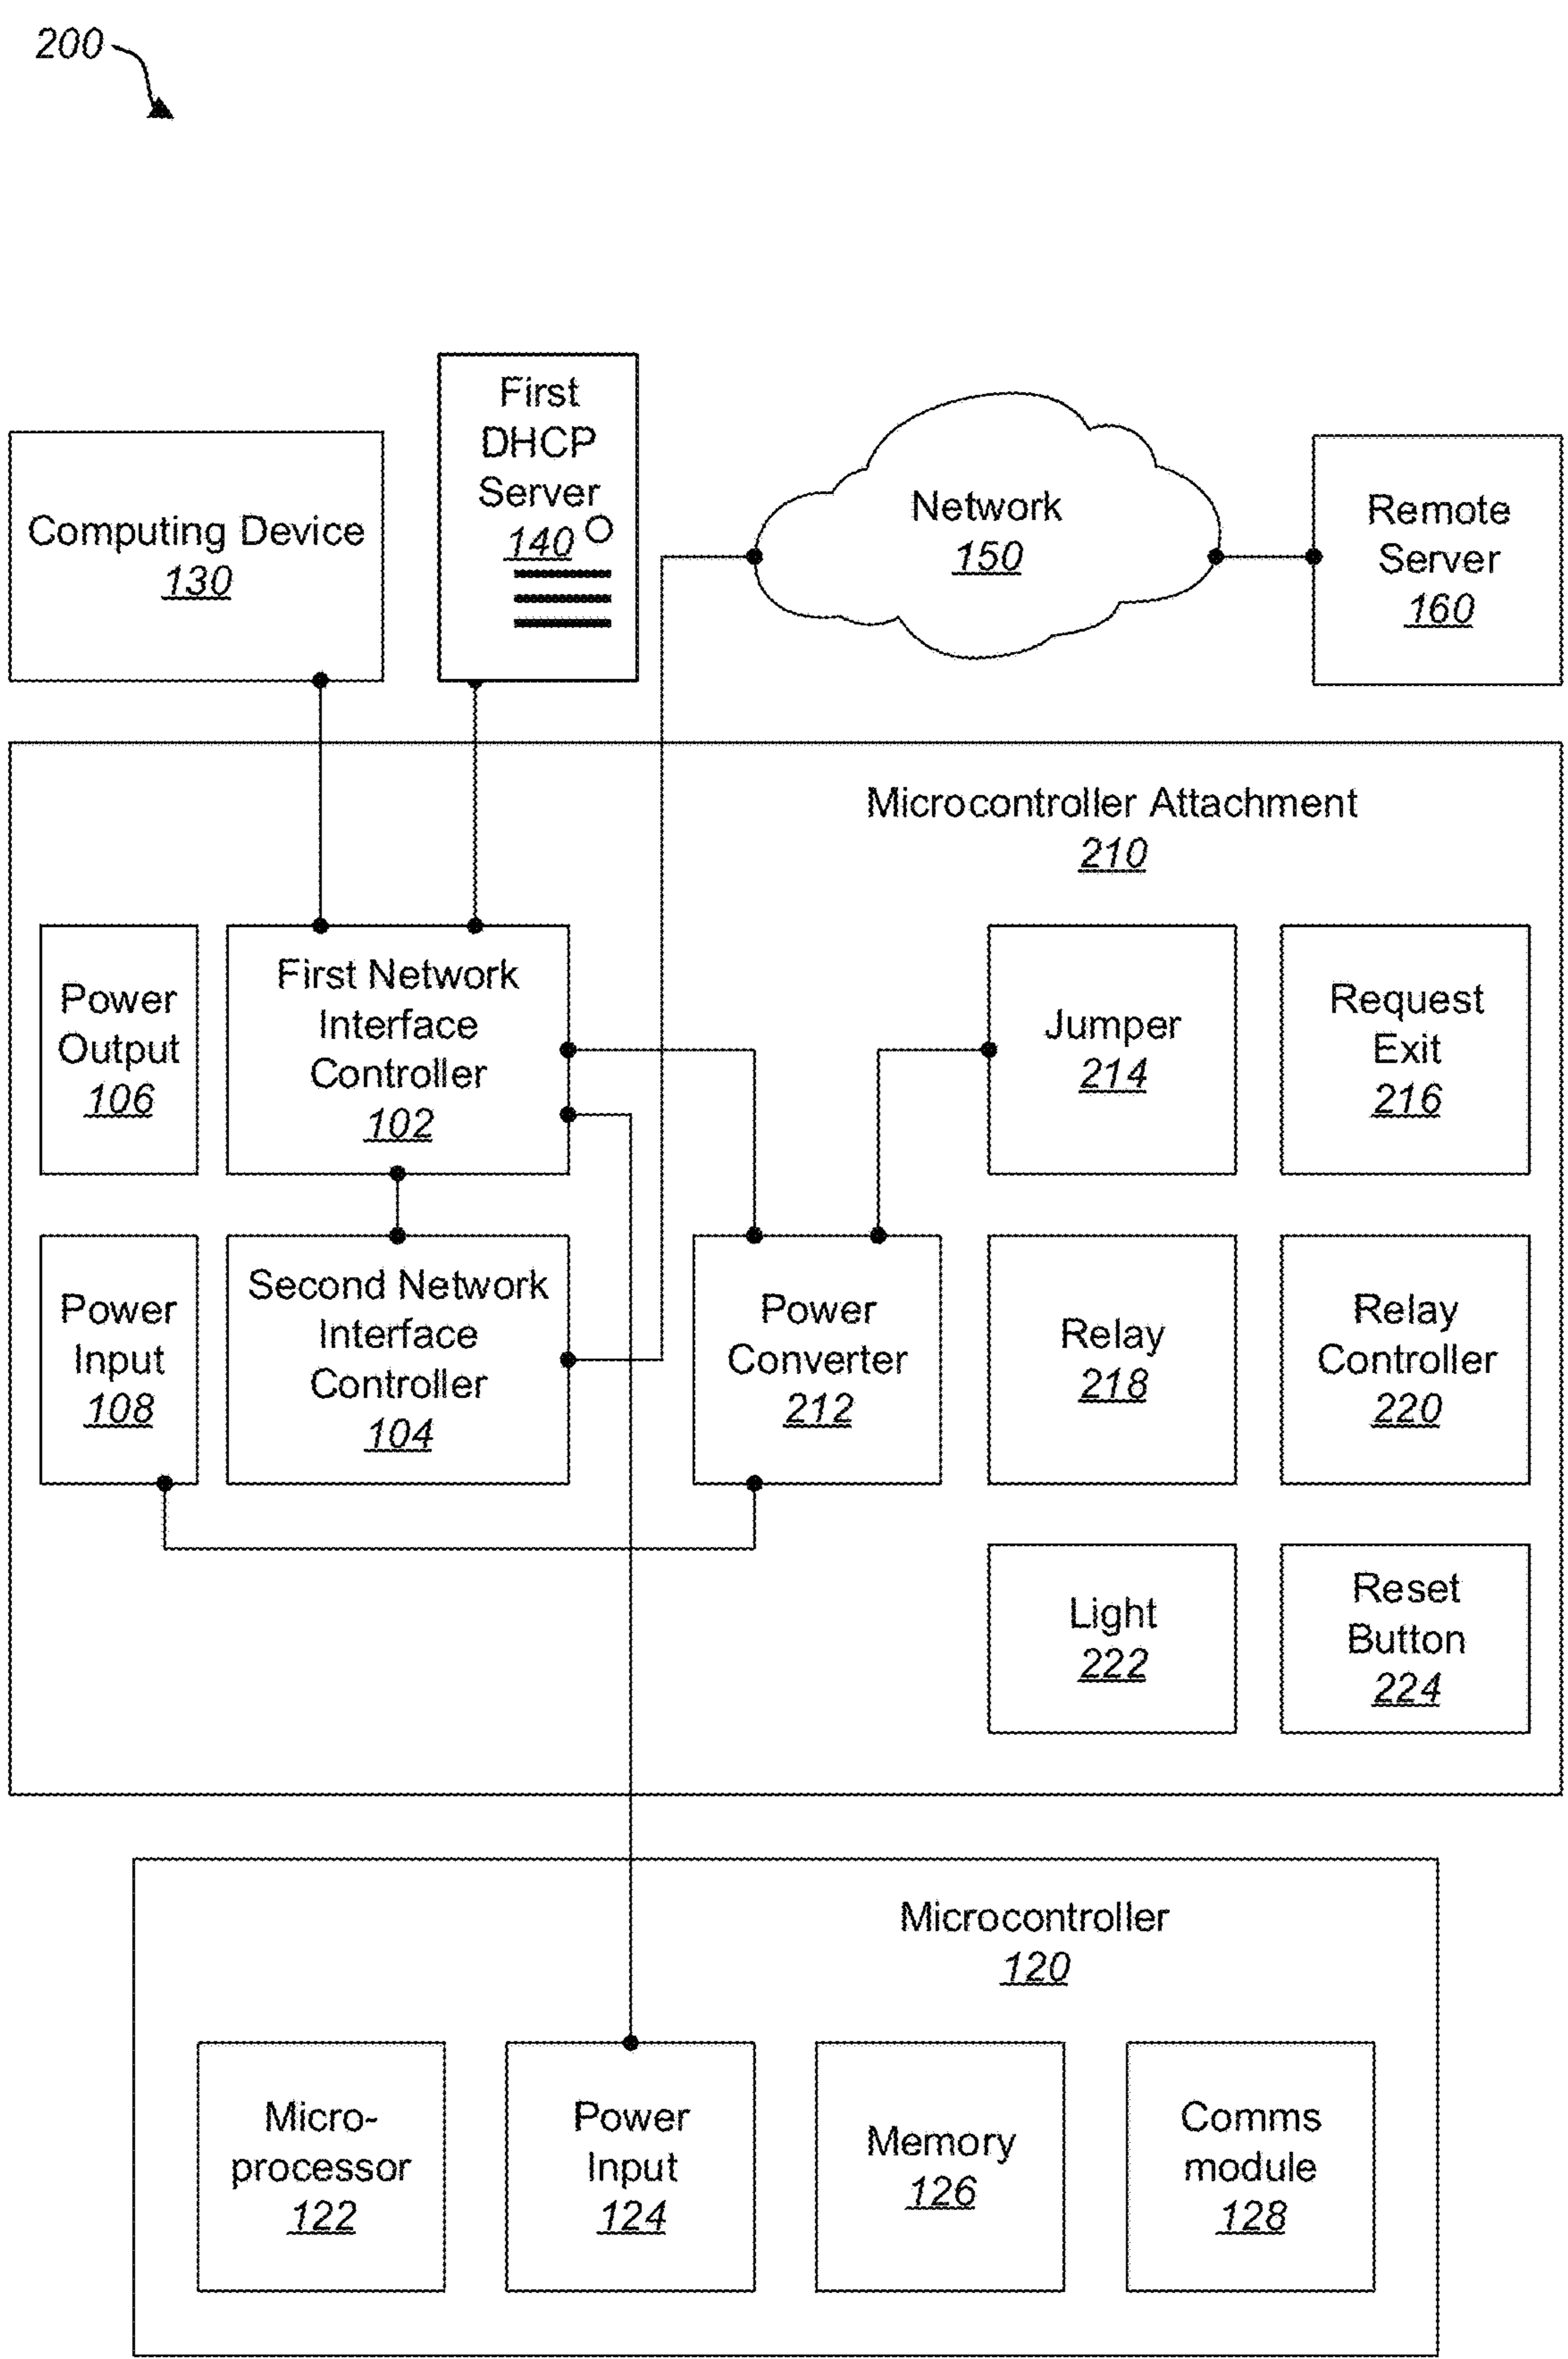 200
First
DHCP
Server
140
Computing Device
130
Network
150
Remote
Server
160
Microcontroller Attachment
210
Power
Output
106
First Network
Interface
Controller
102
Jumper
214
Request
Exit
216
Power
Input
108
Second Network
Interface
Controller
104
Power
Converter
212
Relay
218
Relay
Controller
220
Light
222
Reset
Button
224
Microcontroller
120
Micro-
processor
122
Power
Input
124
Memory
126
Comms
module
128